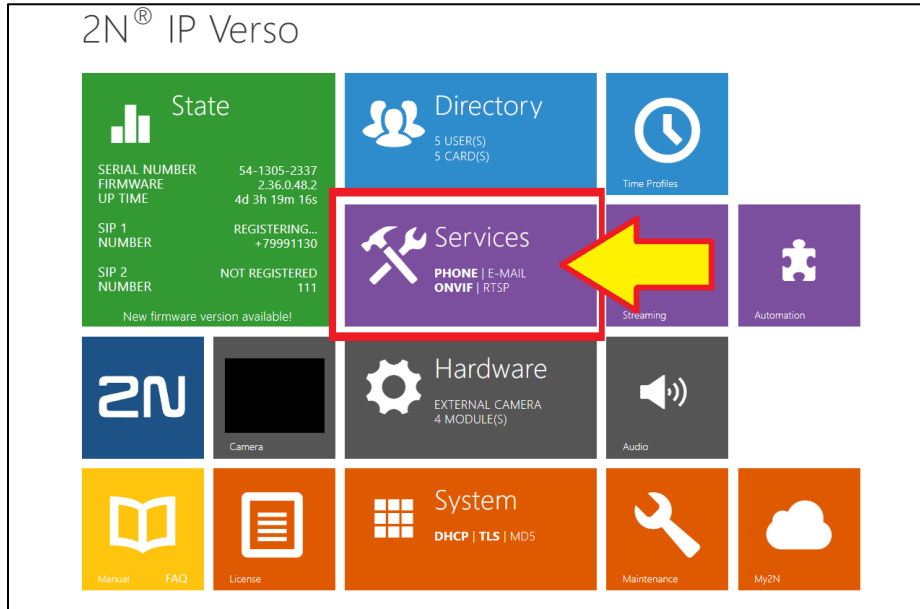 2N® IP Verso
State
SERIAL NUMBER 54-1305-2337
FIRMWARE 2.36.0.48.2
UP TIME 4d 3h 19m 16s
SIP 1 REGISTERING...
NUMBER +79991130
SIP 2 NOT REGISTERED
NUMBER 111
New firmware version available!
Directory
5 USER(S)
5 CARD(S)
Time Profiles
Services
PHONE | E-MAIL
ONVIF | RTSP
Streaming
Automation
2N
Camera
Hardware
EXTERNAL CAMERA
4 MODULE(S)
Audio
Manual FAQ
License
System
DHCP | TLS | MD5
Maintenance
My2N